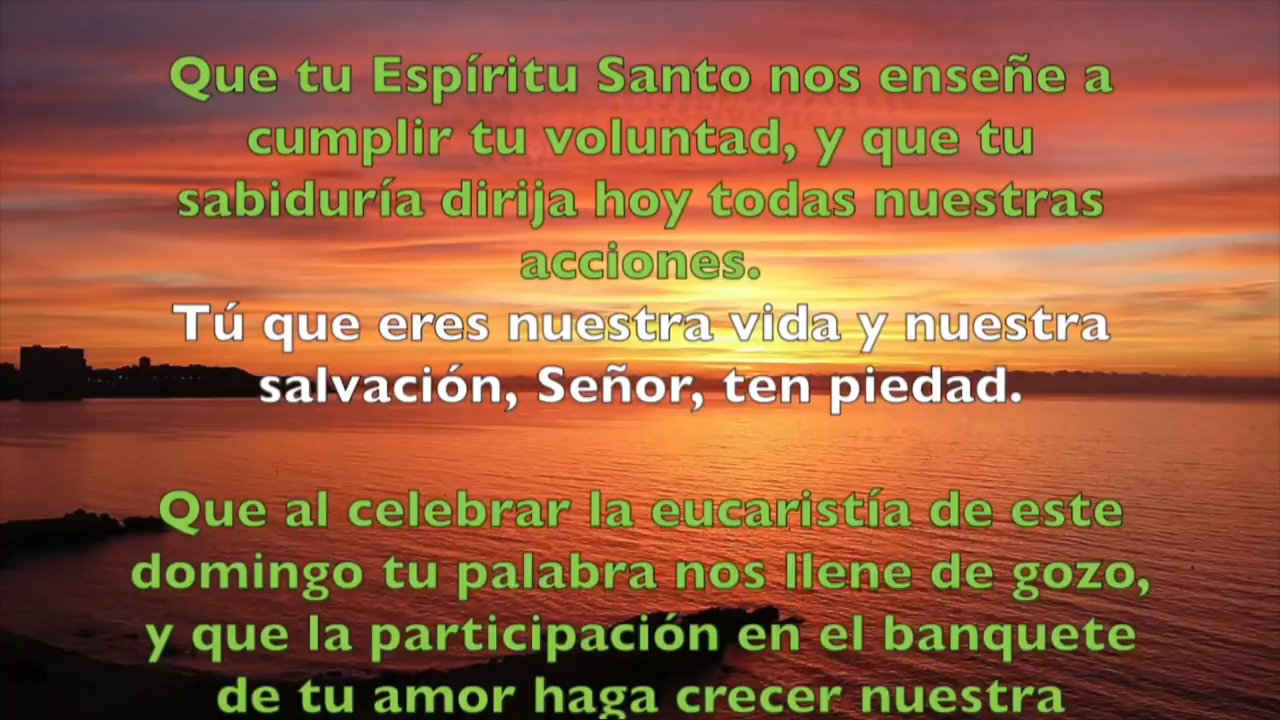 Que tu Espíritu Santo nos enseñe a
cumplir tu voluntad, y que tu
sabiduría dirija hoy todas nuestras
acciones.
Tú que eres nuestra vida y nuestra
salvación, Señor, ten piedad.
Que al celebrar la eucaristía de este
domingo tu palabra nos llene de gozo,
y que la participación en el banquete
de tu amor haga crecer nuestra